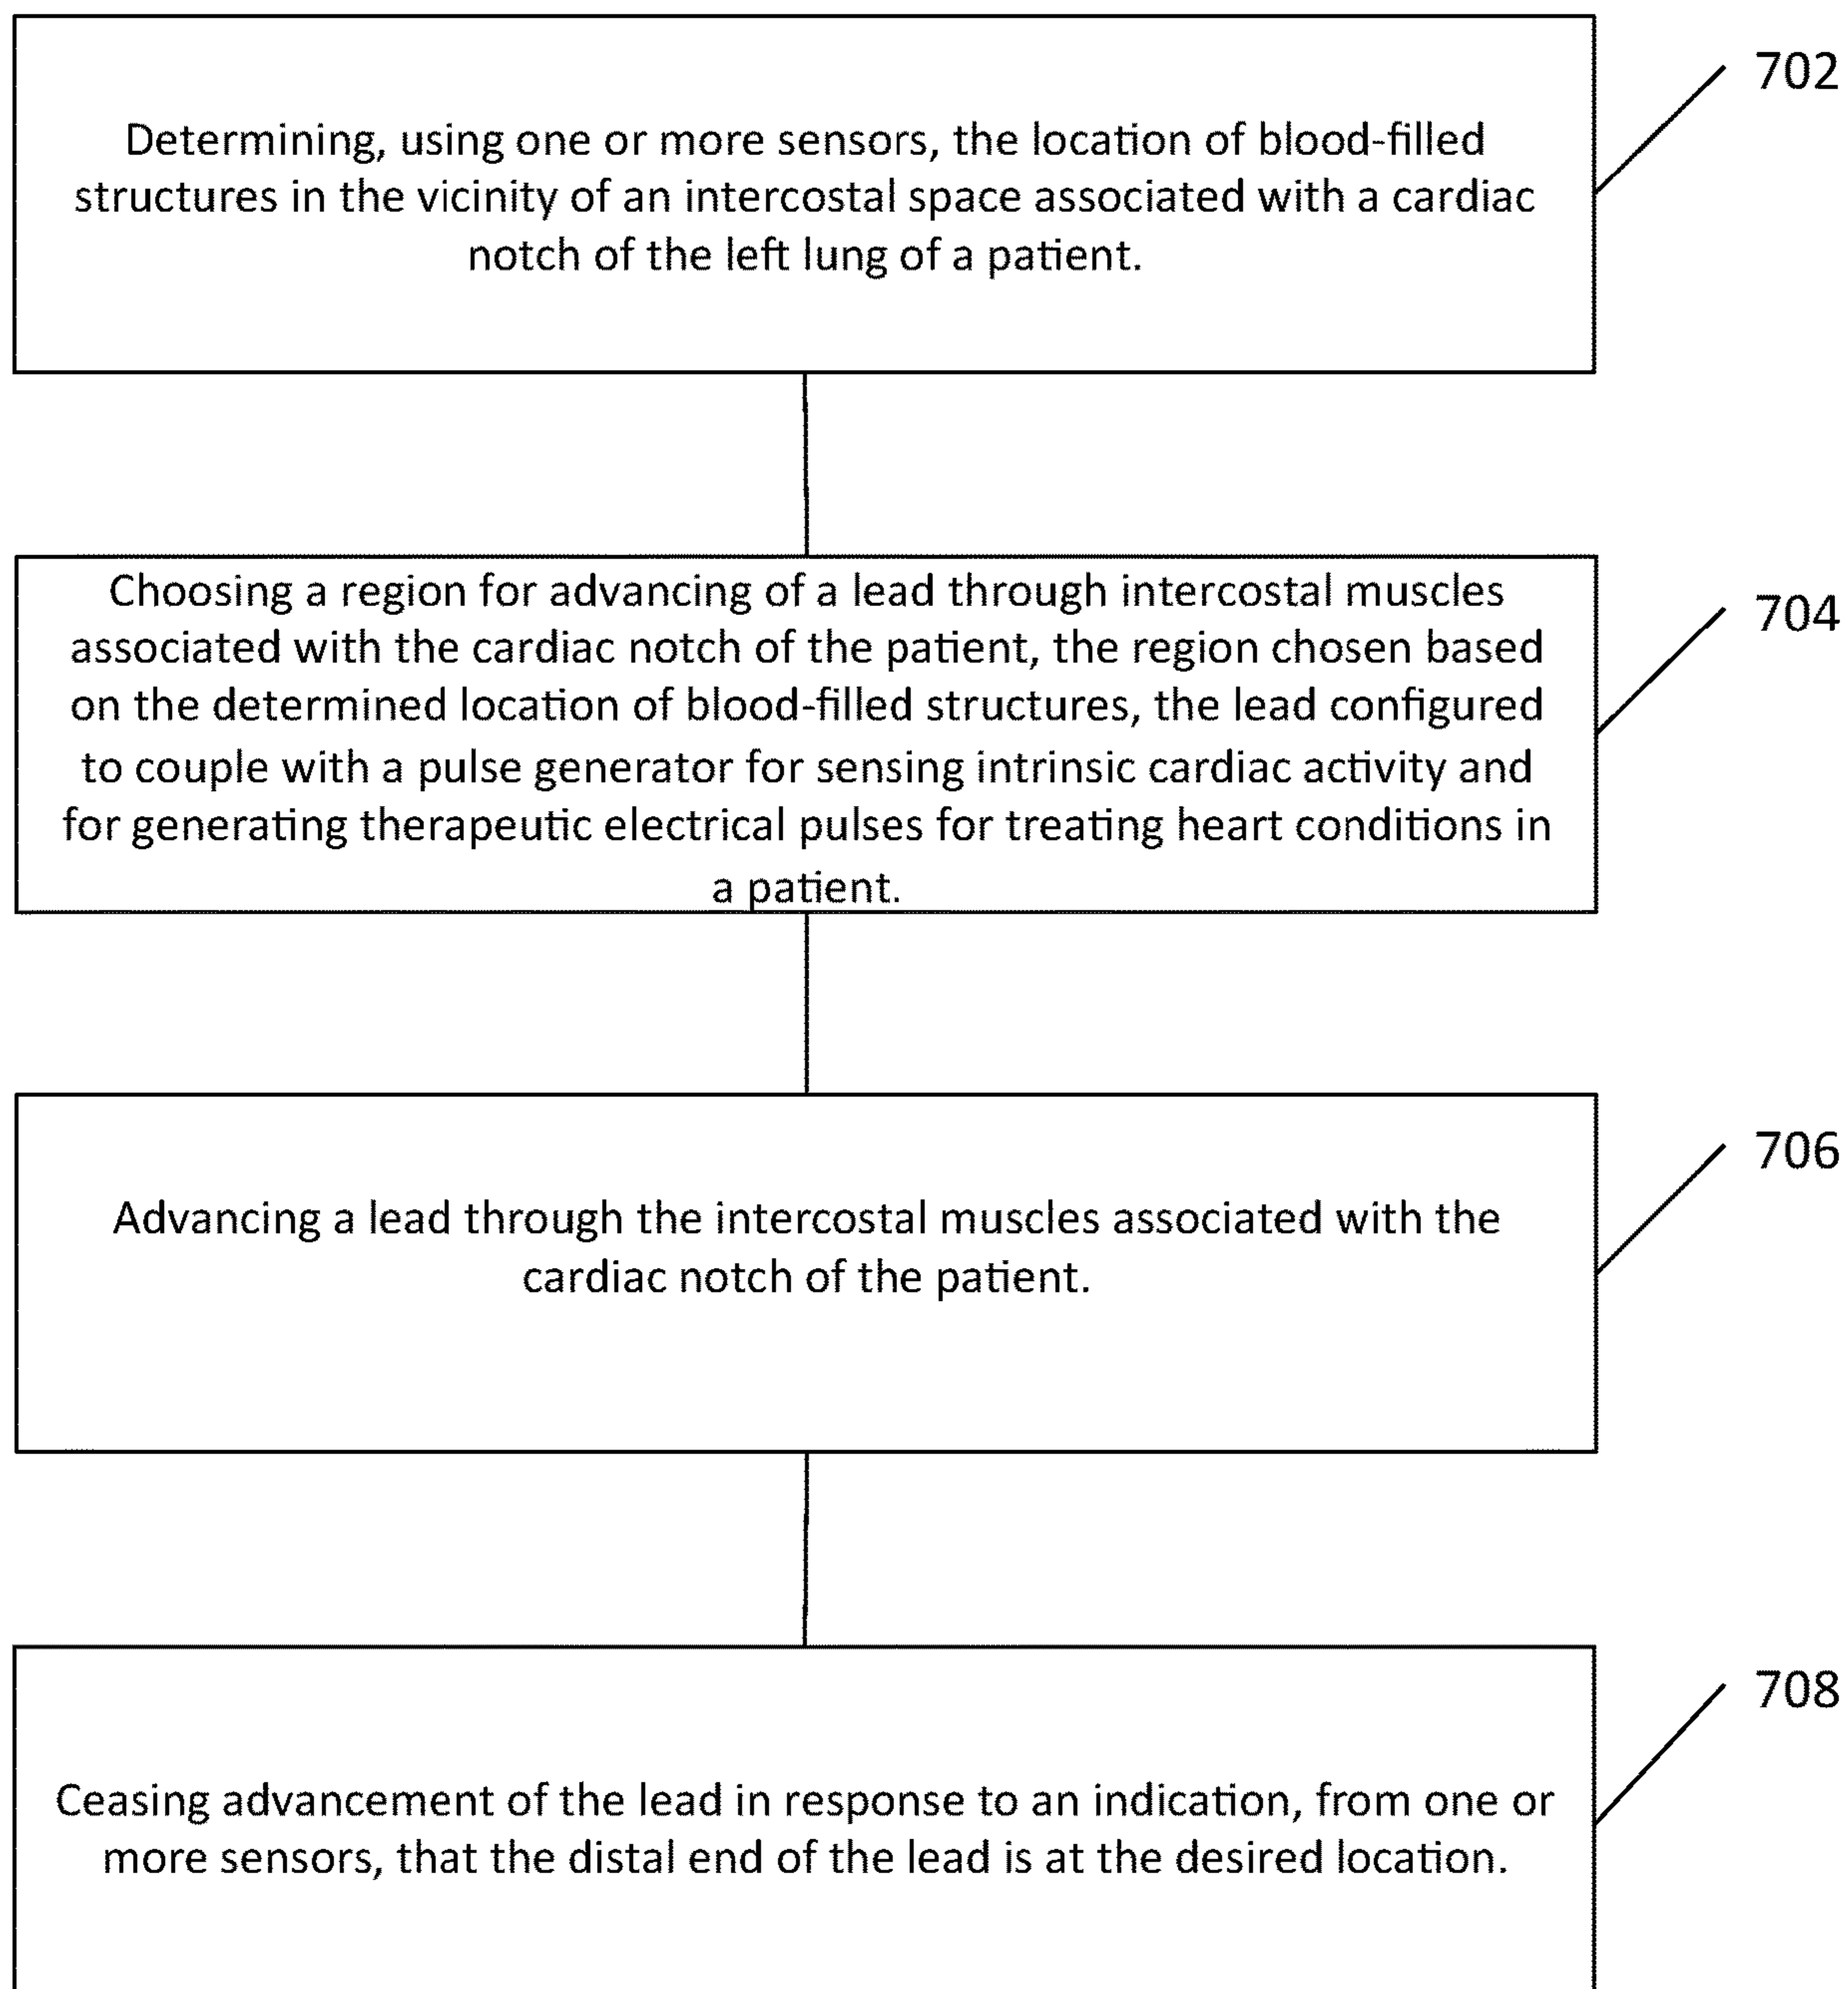 Determining, using one or more sensors, the location of blood-filled
structures in the vicinity of an intercostal space associated with a cardiac
notch of the left lung of a patient.
702
Choosing a region for advancing of a lead through intercostal muscles
associated with the cardiac notch of the patient, the region chosen based
on the determined location of blood-filled structures, the lead configured
to couple with a pulse generator for sensing intrinsic cardiac activity and
for generating therapeutic electrical pulses for treating heart conditions in
a patient.
704
Advancing a lead through the intercostal muscles associated with the
cardiac notch of the patient.
706
Ceasing advancement of the lead in response to an indication, from one or
more sensors, that the distal end of the lead is at the desired location.
708